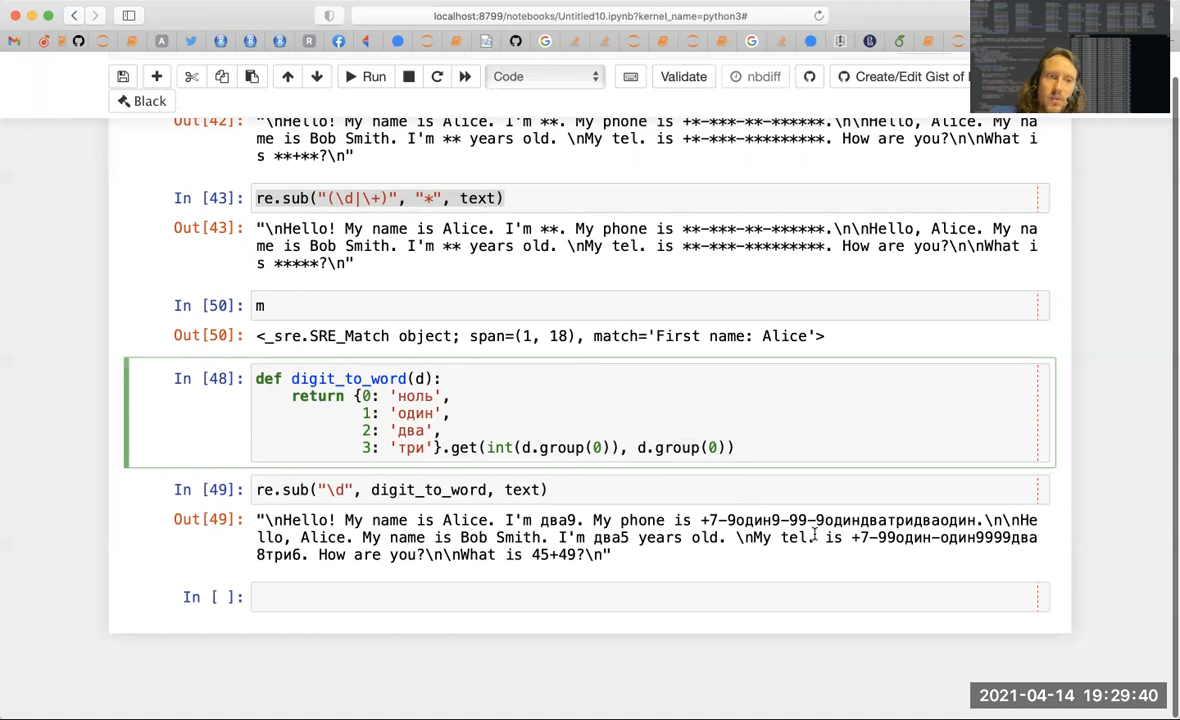 localhost:8799/notebooks/Untitled10.ipynb?kernel_name=python3#
Run
Code
Validate
nbdiff
Create/Edit Gist of
Black
Out[42]: "\nHello! My name is Alice. I'm **. My phone is +*-***-**-******.\n\nHello, Alice. My na
me is Bob Smith. I'm ** years old. \nMy tel. is +*-***-*********. How are you?\n\nWhat i
s **+**?\n"
In [43]: re.sub("(\d|\+)", "*", text)
Out[43]: "\nHello! My name is Alice. I'm **. My phone is **-***-**-******.\n\nHello, Alice. My na
me is Bob Smith. I'm ** years old. \nMy tel. is **-***-*********. How are you?\n\nWhat i
s *****?\n"
In [50]: m
Out[50]: <_sre.SRE_Match object; span=(1, 18), match='First name: Alice'>
In [48]: def digit_to_word(d):
return {0: 'ноль',
1: 'один',
2: 'два',
3: 'три'}.get(int(d.group(0)), d.group(0))
In [49]: re.sub("\d", digit_to_word, text)
Out[49]: "\nHello! My name is Alice. I'm два9. My phone is +7-9один9-99-9одиндватридваодин.\n\nHe
llo, Alice. My name is Bob Smith. I'm два5 years old. \nMy tel. is +7-99один-один9999два
8три6. How are you?\n\nWhat is 45+49?\n"
In [ ]:
2021-04-14 19:29:40